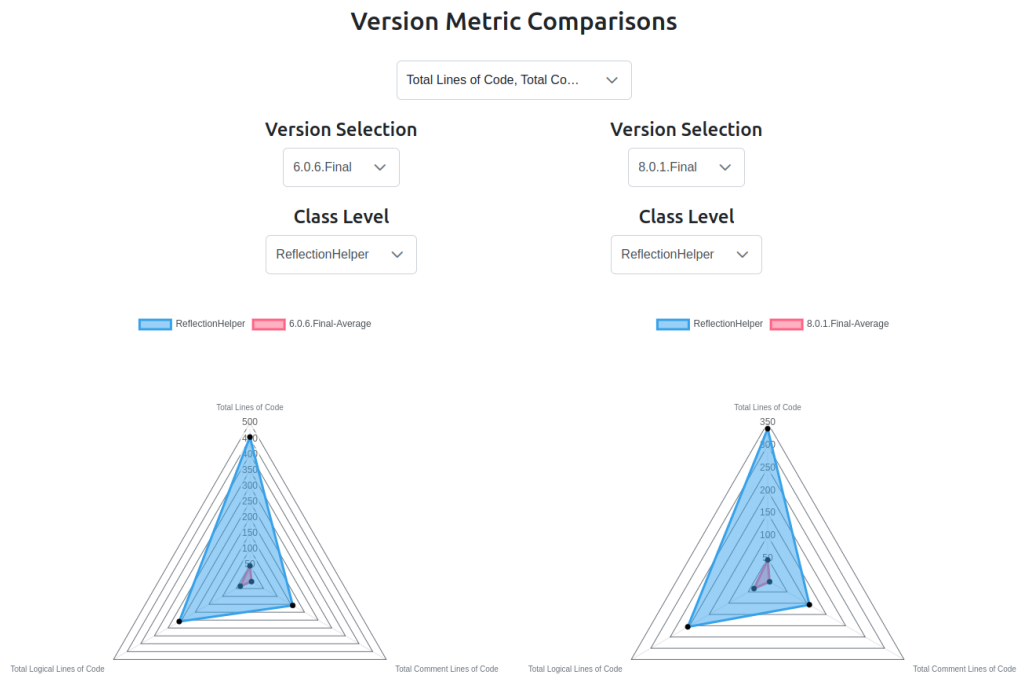 Version Metric Comparisons
Total Lines of Code, Total Co…
Version Selection
6.0.6.Final
Class Level
ReflectionHelper
Version Selection
8.0.1.Final
Class Level
ReflectionHelper
ReflectionHelper 6.0.6.Final-Average
Total Lines of Code
500
450
400
350
300
250
200
150
100
50
Total Logical Lines of Code
Total Comment Lines of Code
ReflectionHelper 8.0.1.Final-Average
Total Lines of Code
350
300
250
200
150
100
50
Total Logical Lines of Code
Total Comment Lines of Code